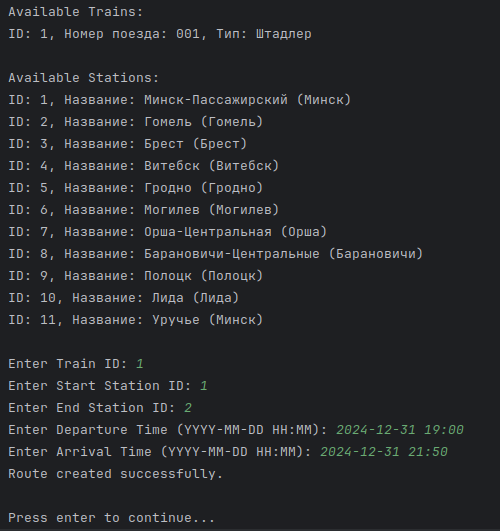 Available Trains:
ID: 1, Номер поезда: 001, Тип: Штадлер
Available Stations:
ID: 1, Название: Минск-Пассажирский (Минск)
ID: 2, Название: Гомель (Гомель)
ID: 3, Название: Брест (Брест)
ID: 4, Название: Витебск (Витебск)
ID: 5, Название: Гродно (Гродно)
ID: 6, Название: Могилев (Могилев)
ID: 7, Название: Орша-Центральная (Орша)
ID: 8, Название: Барановичи-Центральные (Барановичи)
ID: 9, Название: Полоцк (Полоцк)
ID: 10, Название: Лида (Лида)
ID: 11, Название: Уручье (Минск)
Enter Train ID: 1
Enter Start Station ID: 1
Enter End Station ID: 2
Enter Departure Time (YYYY-MM-DD HH:MM): 2024-12-31 19:00
Enter Arrival Time (YYYY-MM-DD HH:MM): 2024-12-31 21:50
Route created successfully.
Press enter to continue...